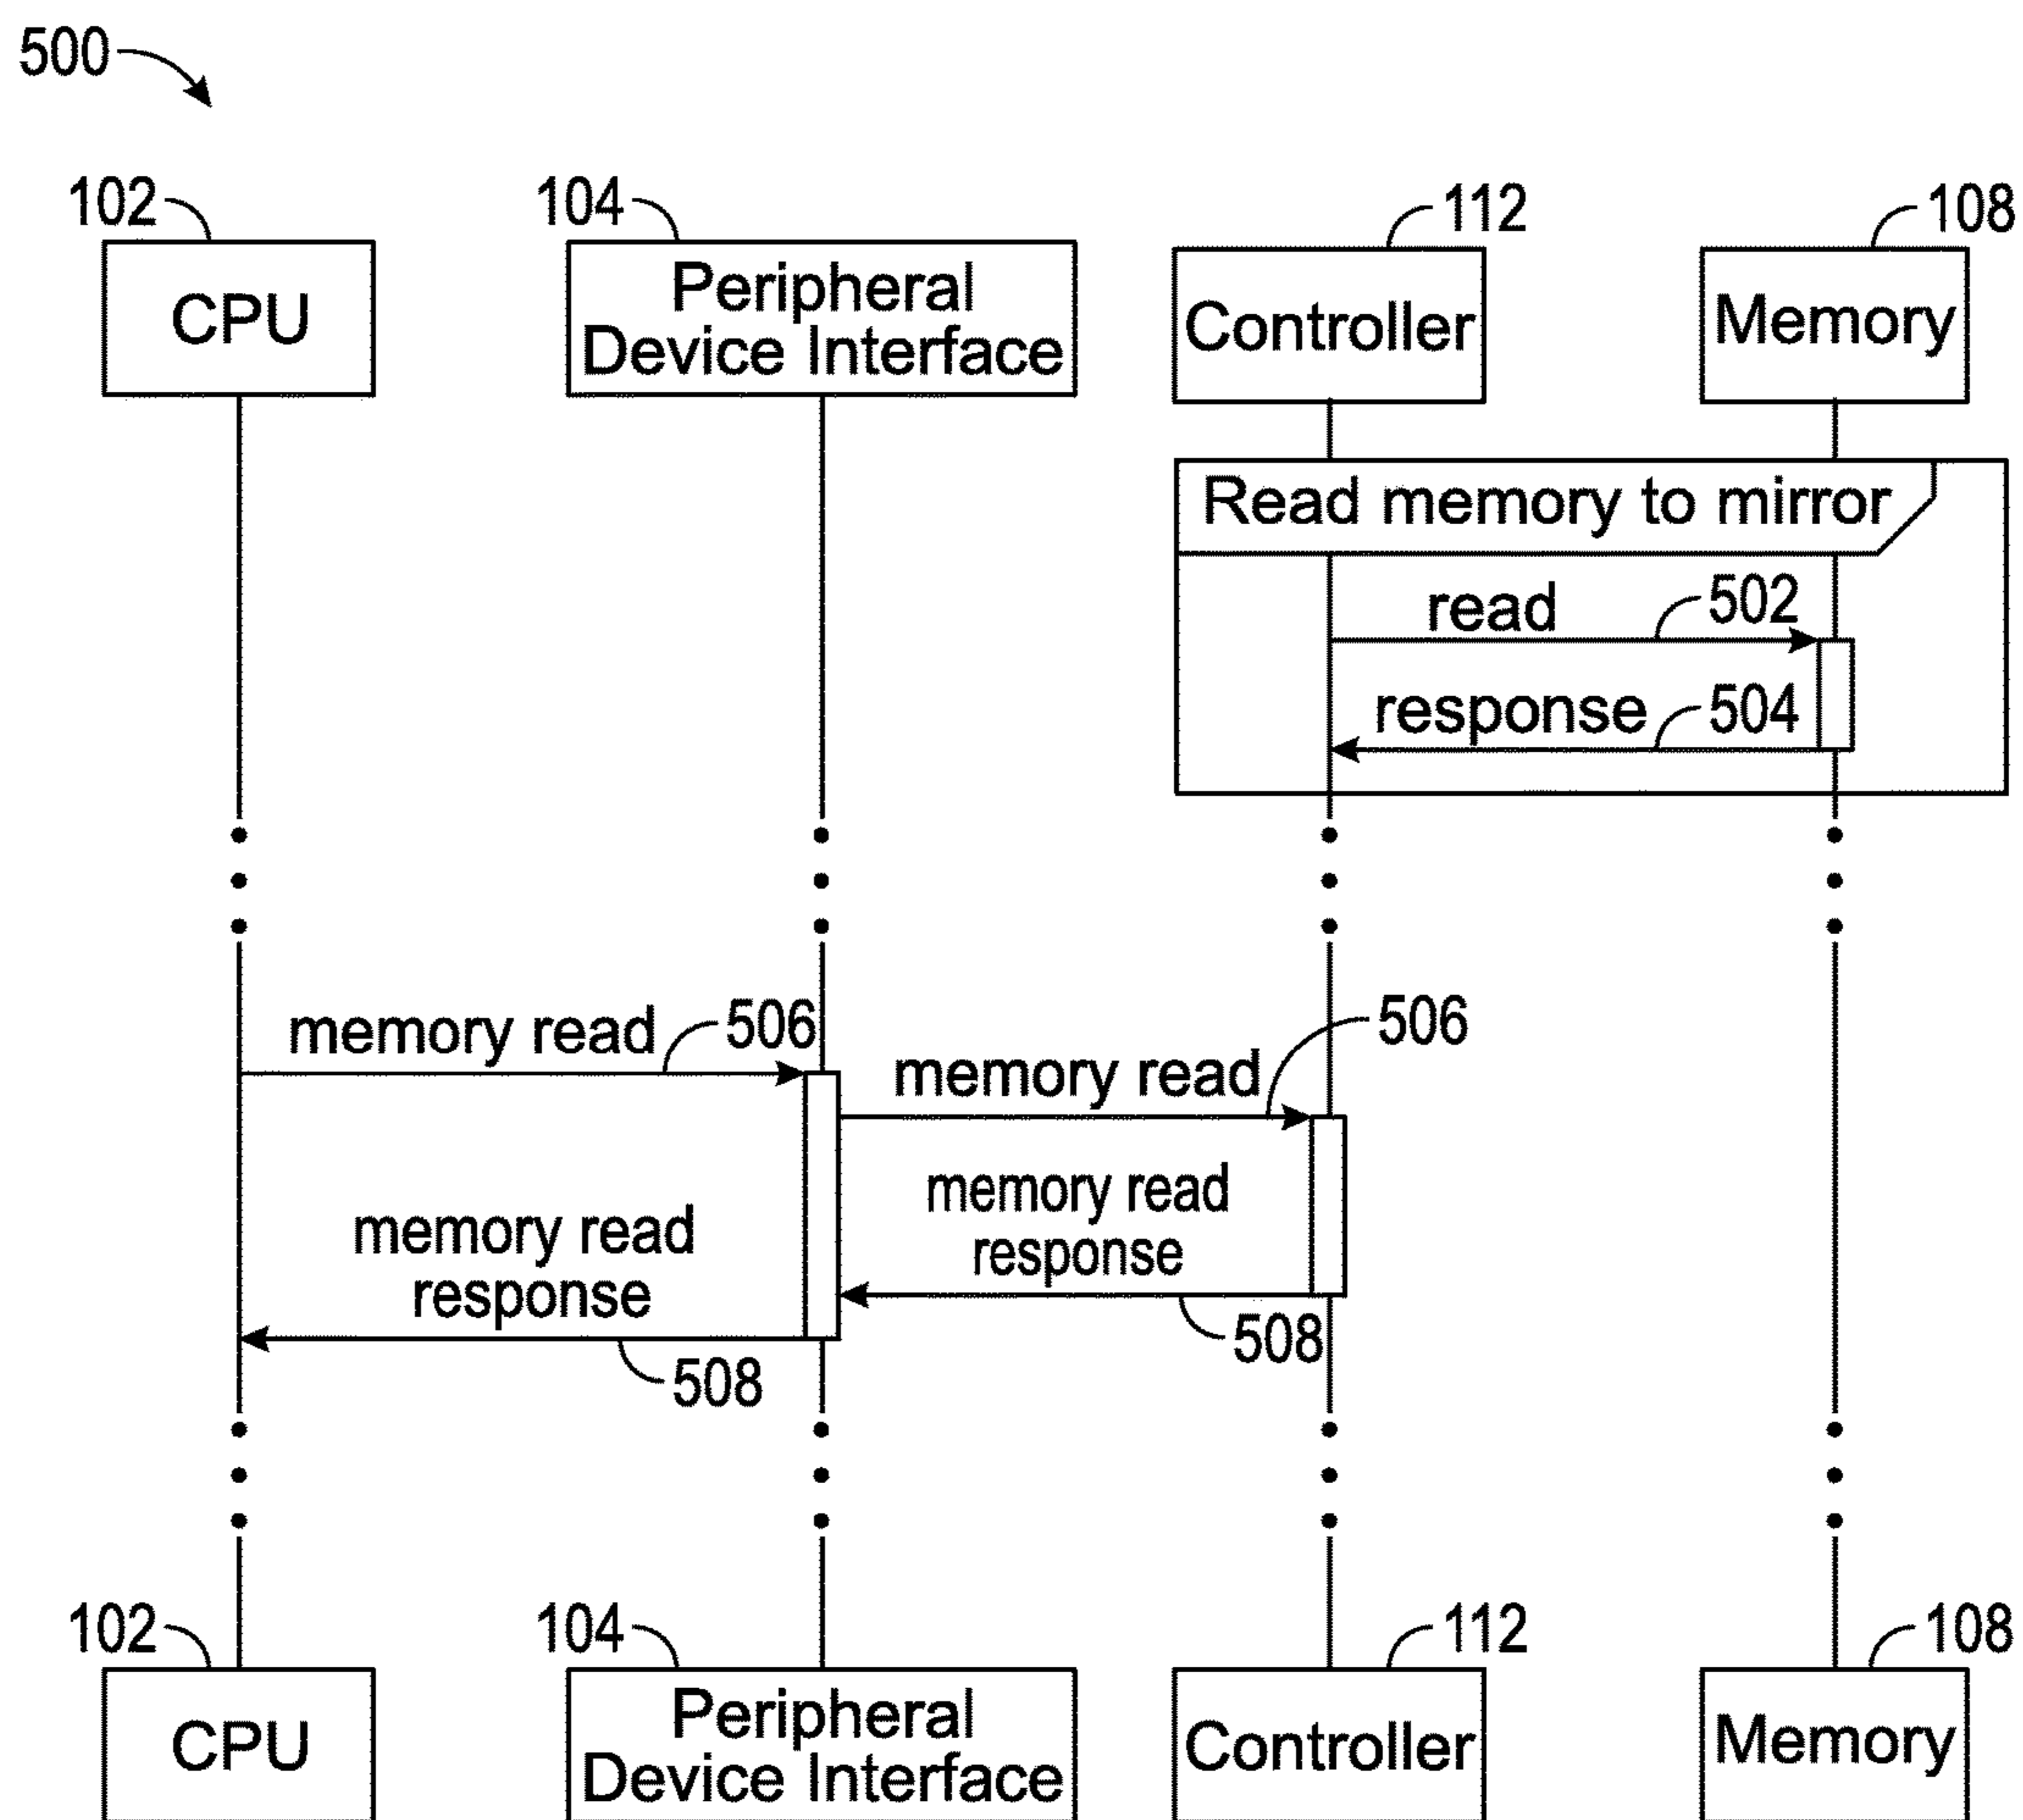 500
102
104
112
108
CPU
Peripheral
Device Interface
Controller
Memory
Read memory to mirror
read
502
response
504
memory read
506
memory read
506
memory read
response
508
memory read
response
508
102
104
112
108
CPU
Peripheral
Device Interface
Controller
Memory